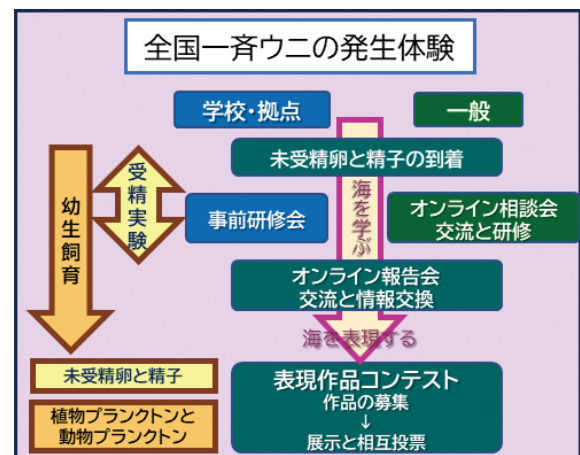 全国一斉ウニの発生体験
学校・拠点
一般
未受精卵と精子の到着
受精実験
幼生飼育
海を学ぶ
事前研修会
オンライン相談会
交流と研修
オンライン報告会
交流と情報交換
海を表現する
未受精卵と精子
植物プランクトンと
動物プランクトン
表現作品コンテスト
作品の募集
↓
展示と相互投票